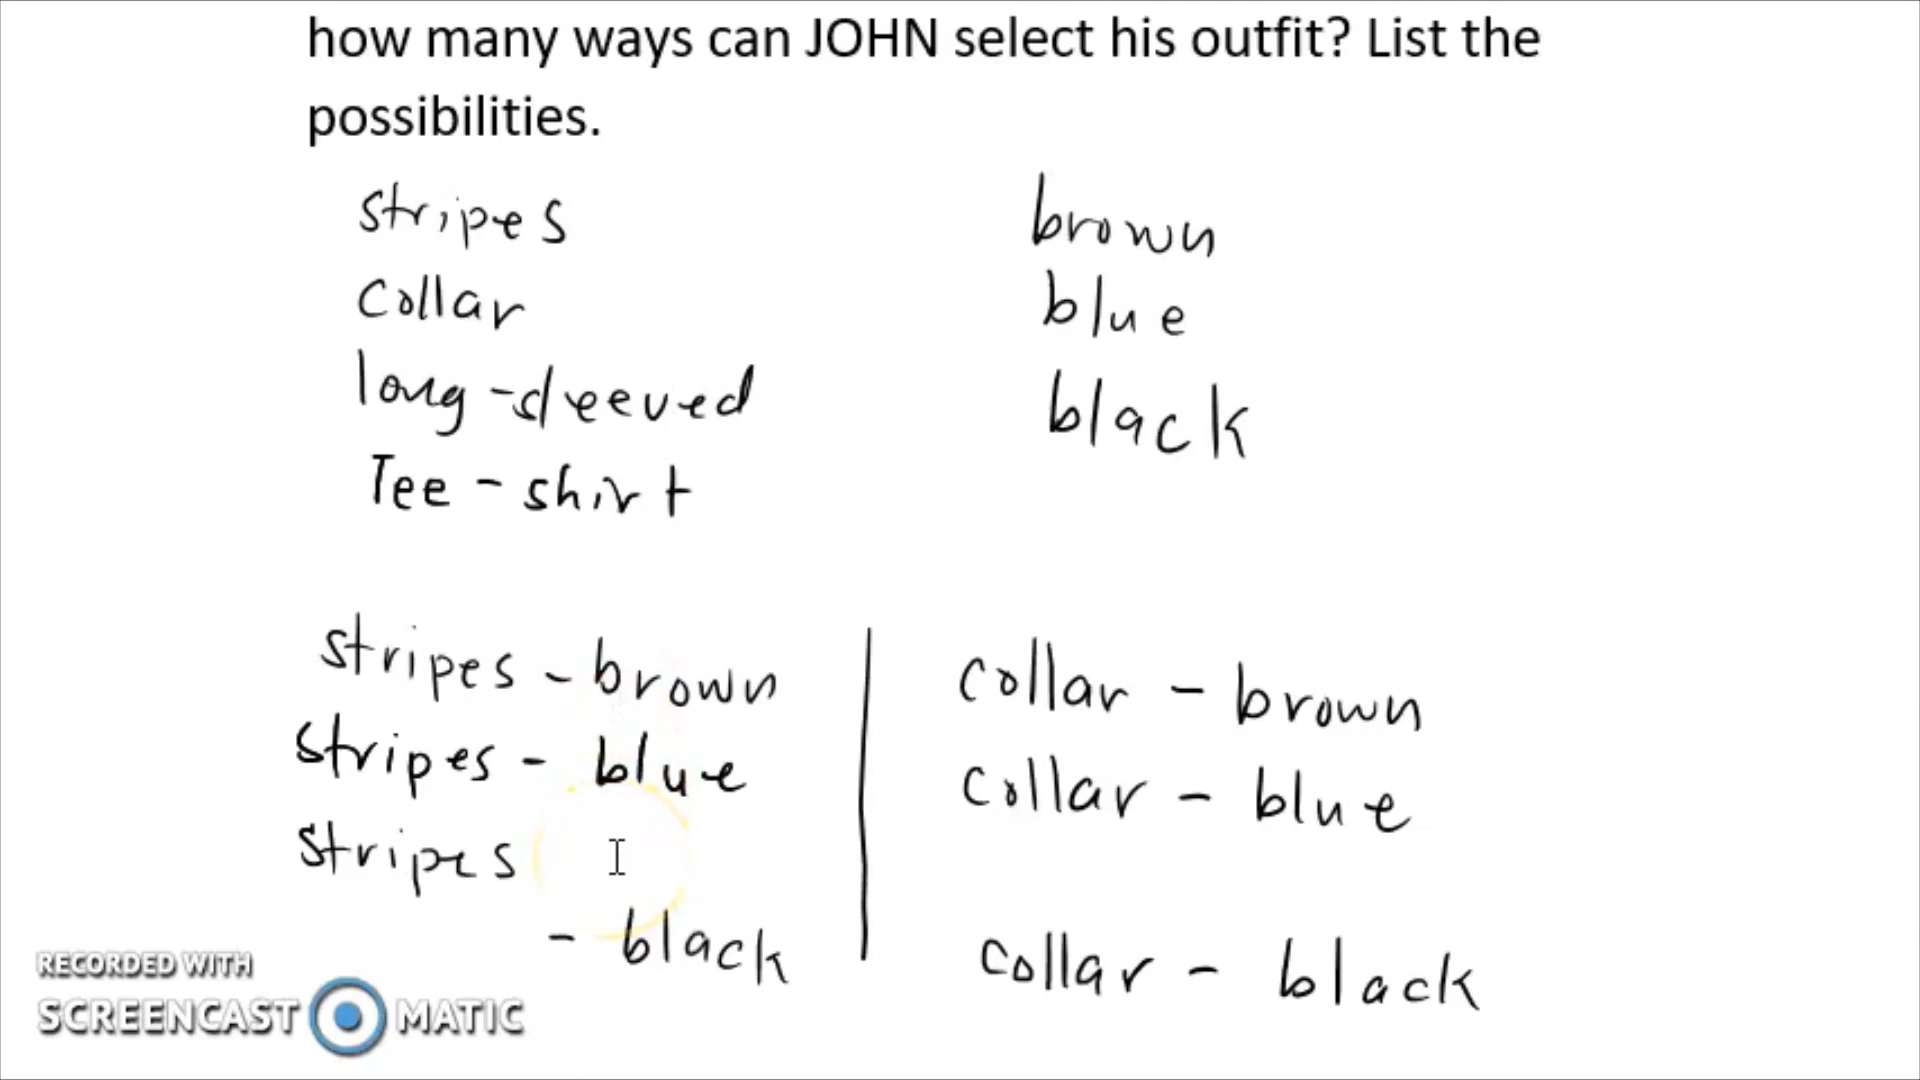 how many ways can JOHN select his outfit? List the
possibilities.
stripes
brown
collar
blue
long-sleeved
black
Tee-shirt
stripes - brown
collar - brown
stripes - blue
collar - blue
stripes
- black
collar - black
RECORDED WITH
SCREENCAST MATIC